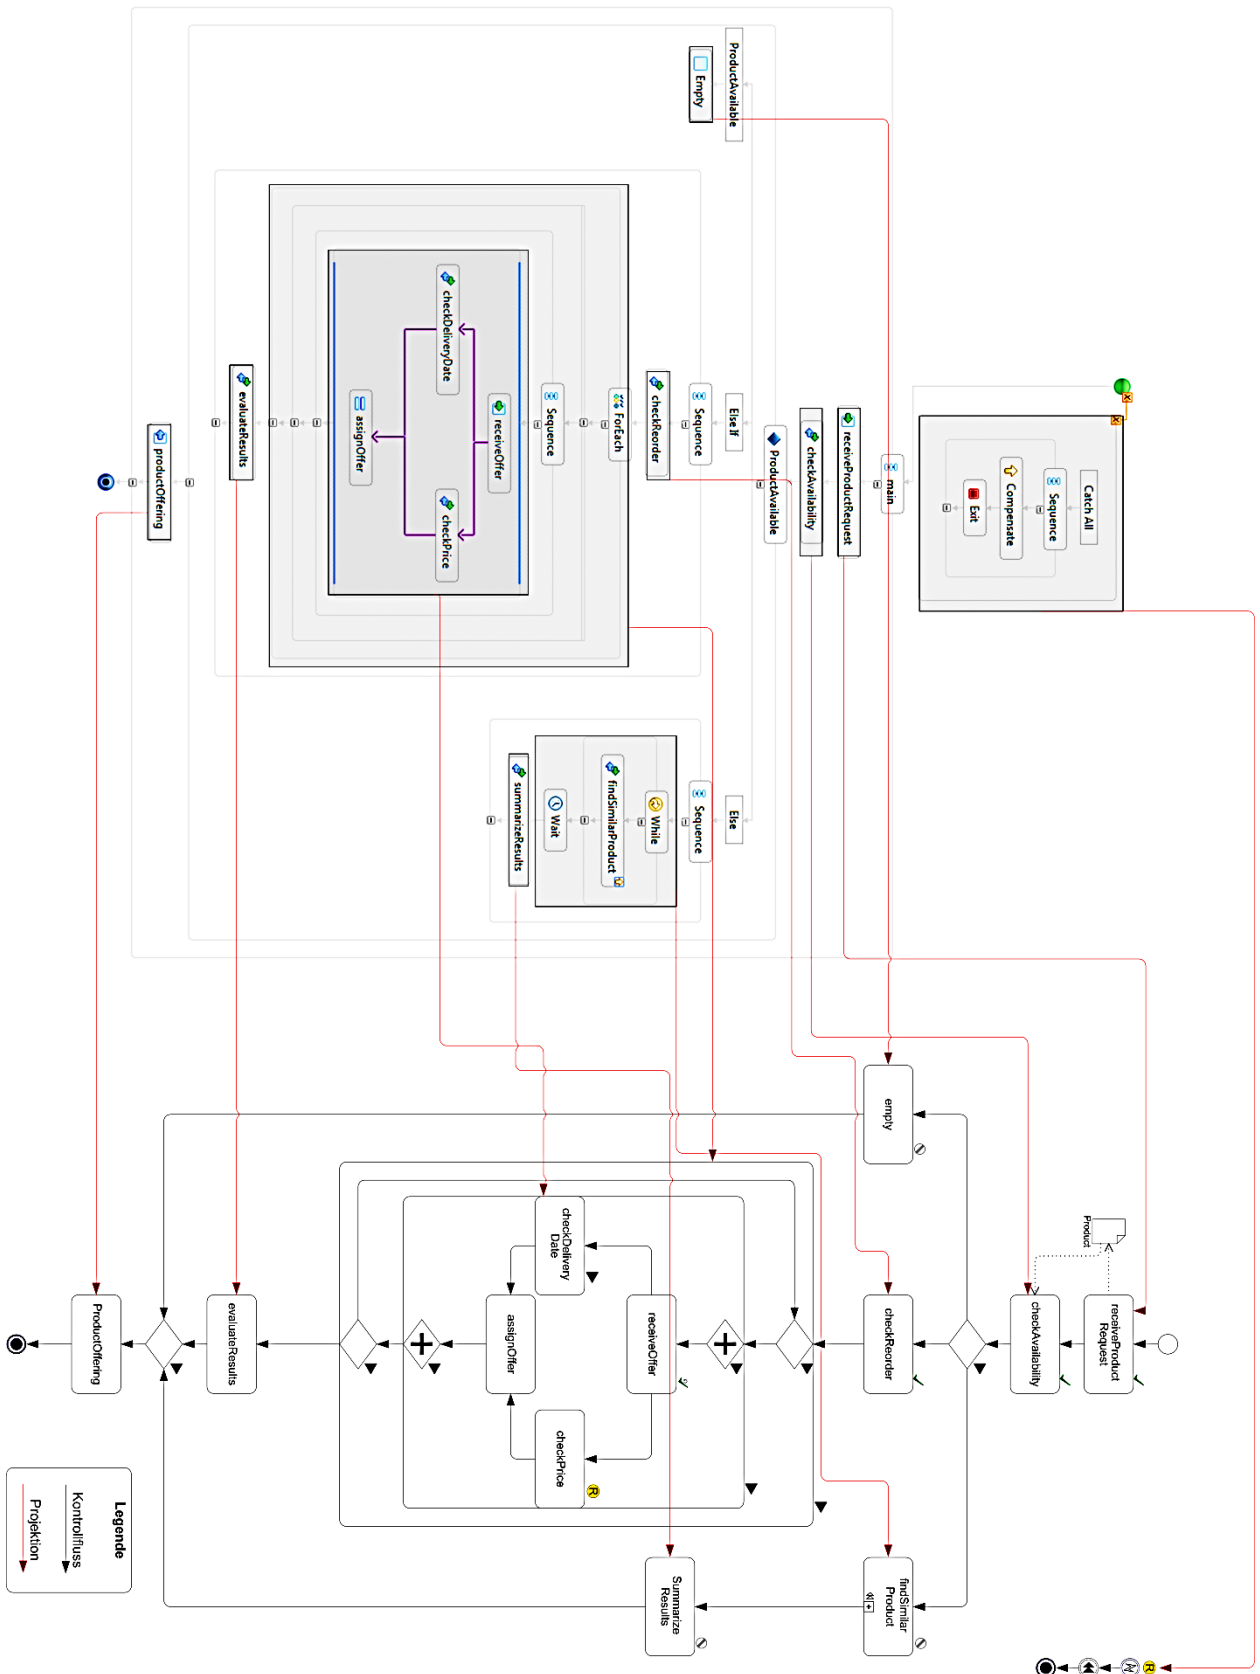 Catch All
Sequence
Compensate
Exit
main
receiveProductRequest
checkAvailability
ProductAvailable
ProductAvailable
Empty
Else If
Sequence
checkReorder
ForEach
Sequence
receiveOffer
checkDeliveryDate
checkPrice
assignOffer
evaluateResults
Else
Sequence
While
findSimilarProduct
Wait
summarizeResults
productOffering
receiveProduct
Request
Product
checkAvailability
empty
checkReorder
findSimilar
Product
receiveOffer
checkDelivery
Date
checkPrice
R
assignOffer
Summarize
Results
evaluateResults
ProductOffering
R
Legende
Kontrollfluss
Projektion